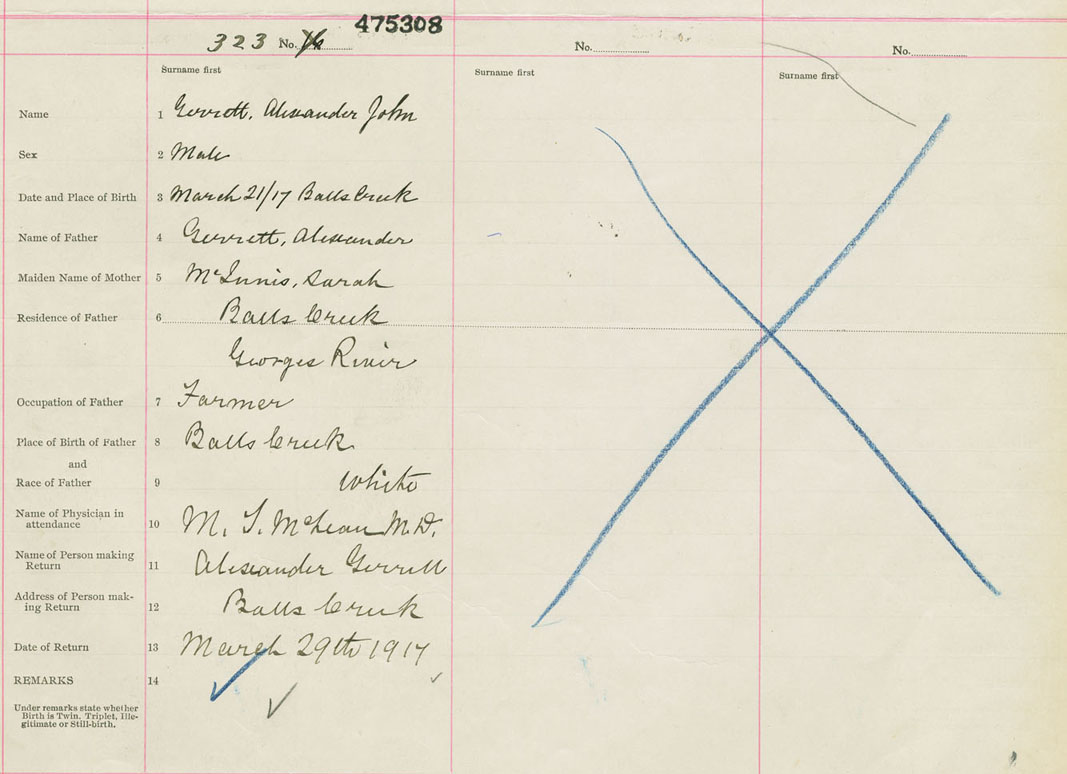 475308
323 No.
No.
No.
Surname first
Surname first
Surname first
Name 1 Gerrett, Alexander John
Sex 2 Male
Date and Place of Birth 3 March 21/17 Balls Creek
Name of Father 4 Gerrett, Alexander
Maiden Name of Mother 5 McInnis, Sarah
Residence of Father 6 Balls Creek
Georges River
Occupation of Father 7 Farmer
Place of Birth of Father 8 Balls Creek
and
Race of Father 9 White
Name of Physician in
attendance 10 M. T. McLean M.D.
Name of Person making
Return 11 Alexander Gerrett
Address of Person mak-
ing Return 12 Balls Creek
Date of Return 13 March 29th 1917
REMARKS 14
Under remarks state whether
Birth is Twin, Triplet, Ille-
gitimate or Still-birth.